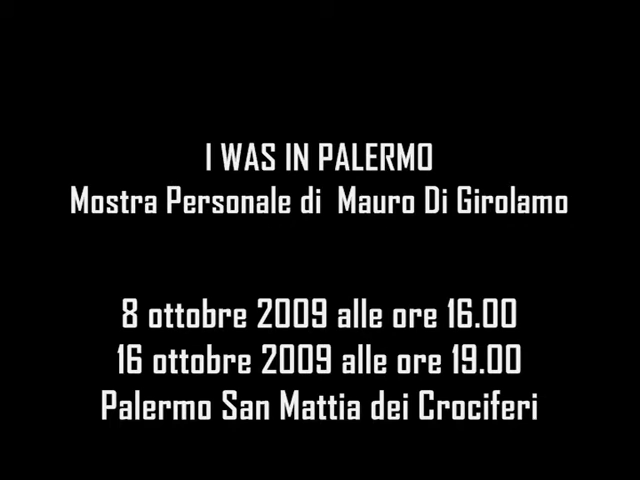 I WAS IN PALERMO
Mostra Personale di Mauro Di Girolamo
8 ottobre 2009 alle ore 16.00
16 ottobre 2009 alle ore 19.00
Palermo San Mattia dei Crociferi